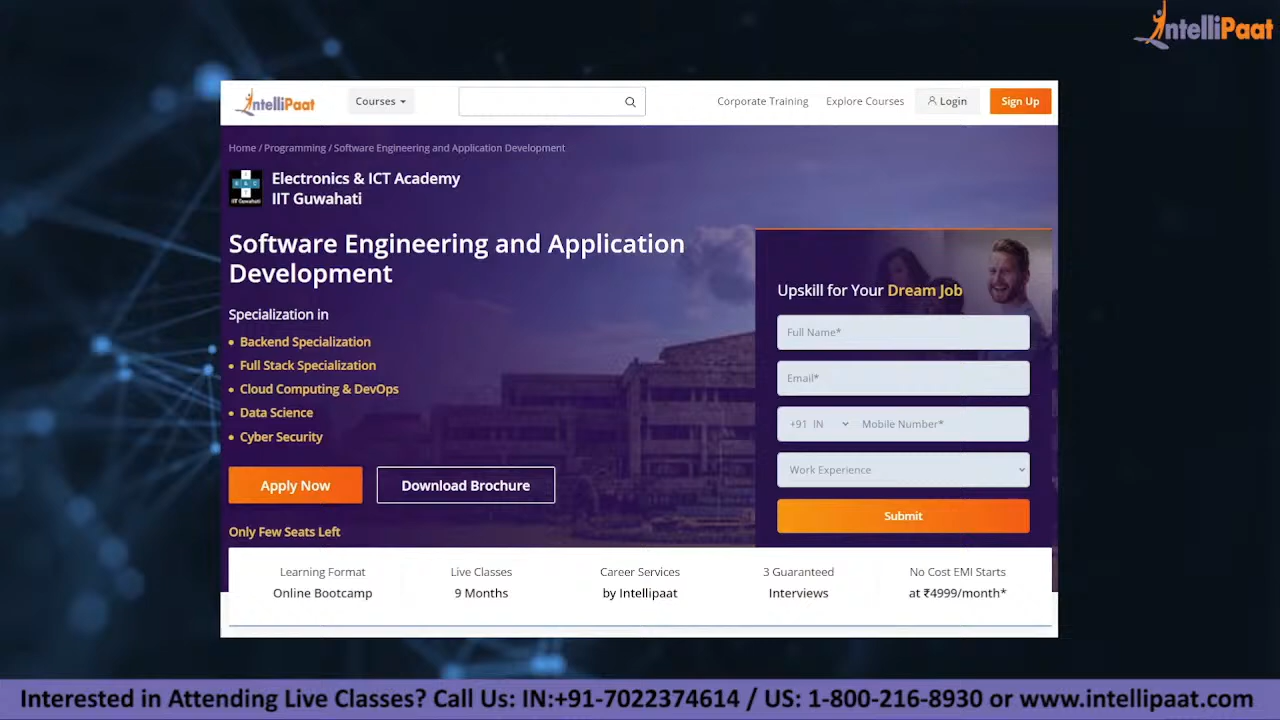 IntelliPaat
IntelliPaat
Courses
Corporate Training
Explore Courses
Login
Sign Up
Home / Programming / Software Engineering and Application Development
E & C
I T
IIT Guwahati
Electronics & ICT Academy
IIT Guwahati
Software Engineering and Application
Development
Specialization in
• Backend Specialization
• Full Stack Specialization
• Cloud Computing & DevOps
• Data Science
• Cyber Security
Apply Now
Download Brochure
Only Few Seats Left
Upskill for Your Dream Job
Full Name*
Email*
+91 IN
Mobile Number*
Work Experience
Submit
Learning Format
Online Bootcamp
Live Classes
9 Months
Career Services
by Intellipaat
3 Guaranteed
Interviews
No Cost EMI Starts
at ₹4999/month*
Interested in Attending Live Classes? Call Us: IN:+91-7022374614 / US: 1-800-216-8930 or www.intellipaat.com